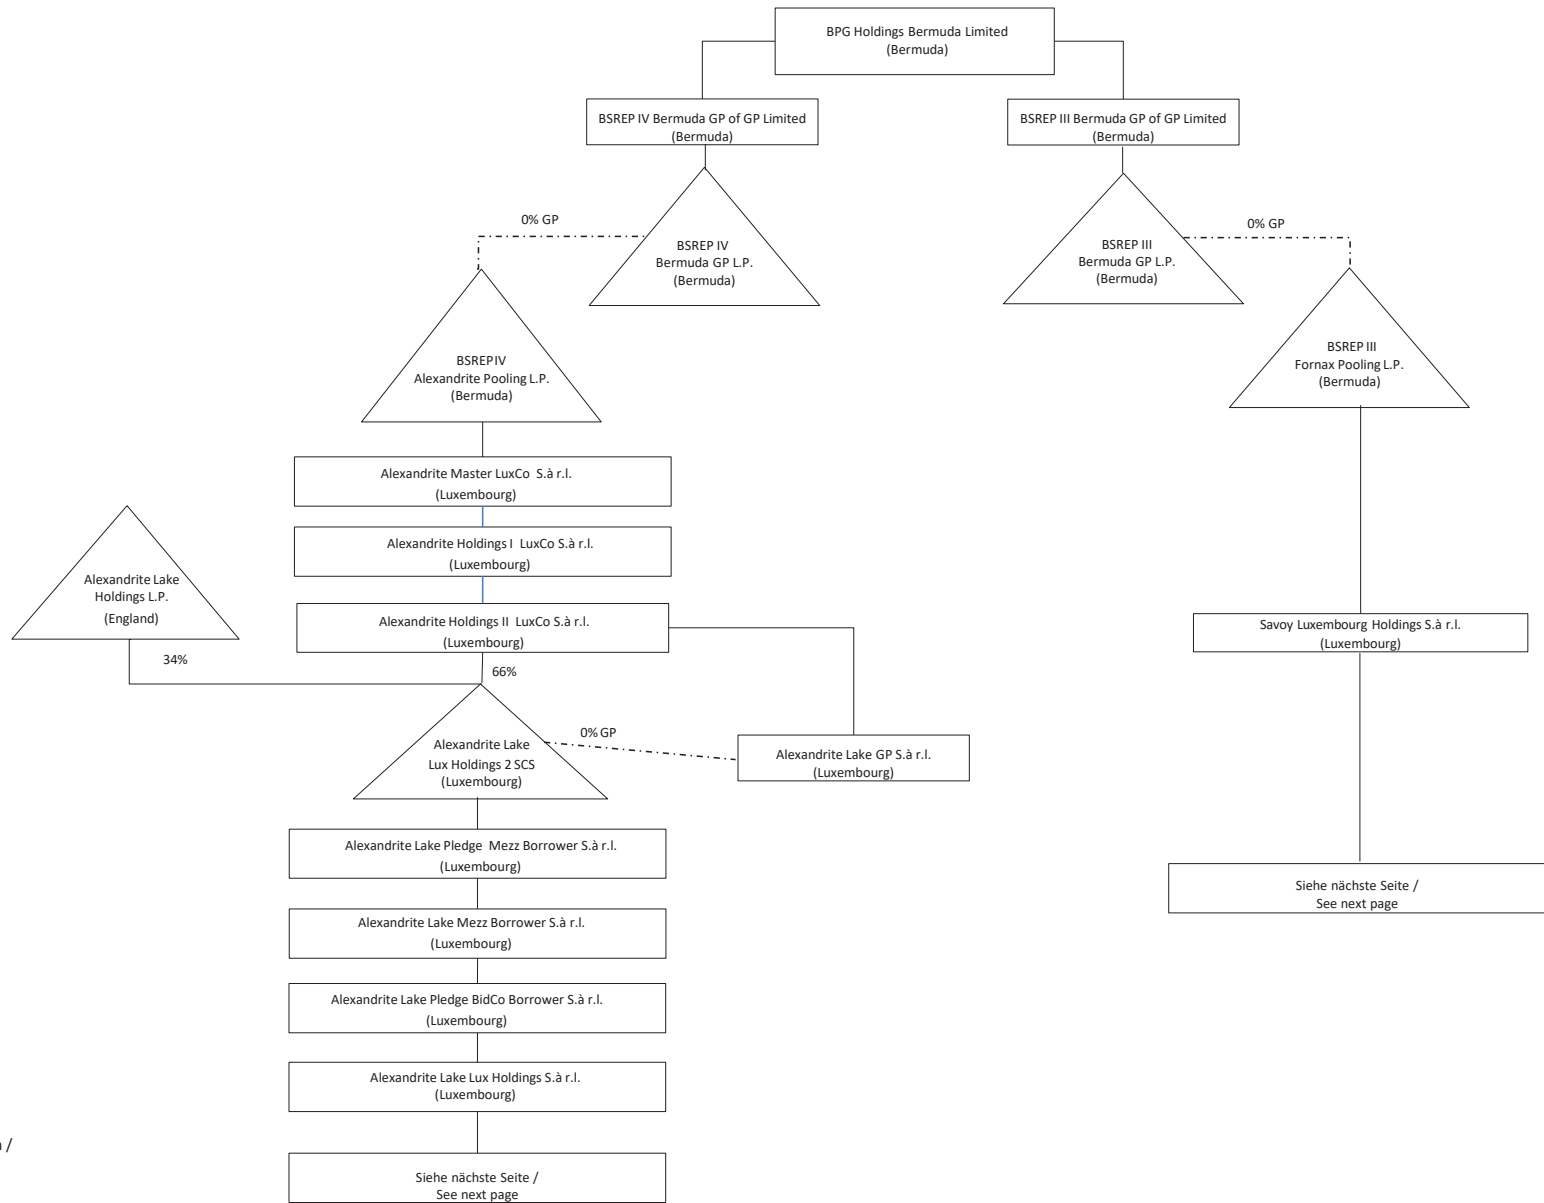 BPG Holdings Bermuda Limited
(Bermuda)
BSREP IV Bermuda GP of GP Limited
(Bermuda)
BSREP III Bermuda GP of GP Limited
(Bermuda)
0% GP
BSREP IV
Bermuda GP L.P.
(Bermuda)
BSREP III
Bermuda GP L.P.
(Bermuda)
0% GP
BSREP IV
Alexandrite Pooling L.P.
(Bermuda)
BSREP III
Fornax Pooling L.P.
(Bermuda)
Alexandrite Master LuxCo S.à r.l.
(Luxembourg)
Alexandrite Holdings I LuxCo S.à r.l.
(Luxembourg)
Alexandrite Lake
Holdings L.P.
(England)
Alexandrite Holdings II LuxCo S.à r.l.
(Luxembourg)
Savoy Luxembourg Holdings S.à r.l.
(Luxembourg)
34%
66%
Alexandrite Lake
Lux Holdings 2 SCS
(Luxembourg)
0% GP
Alexandrite Lake GP S.à r.l.
(Luxembourg)
Alexandrite Lake Pledge Mezz Borrower S.à r.l.
(Luxembourg)
Siehe nächste Seite /
See next page
Alexandrite Lake Mezz Borrower S.à r.l.
(Luxembourg)
Alexandrite Lake Pledge BidCo Borrower S.à r.l.
(Luxembourg)
Alexandrite Lake Lux Holdings S.à r.l.
(Luxembourg)
/
Siehe nächste Seite /
See next page